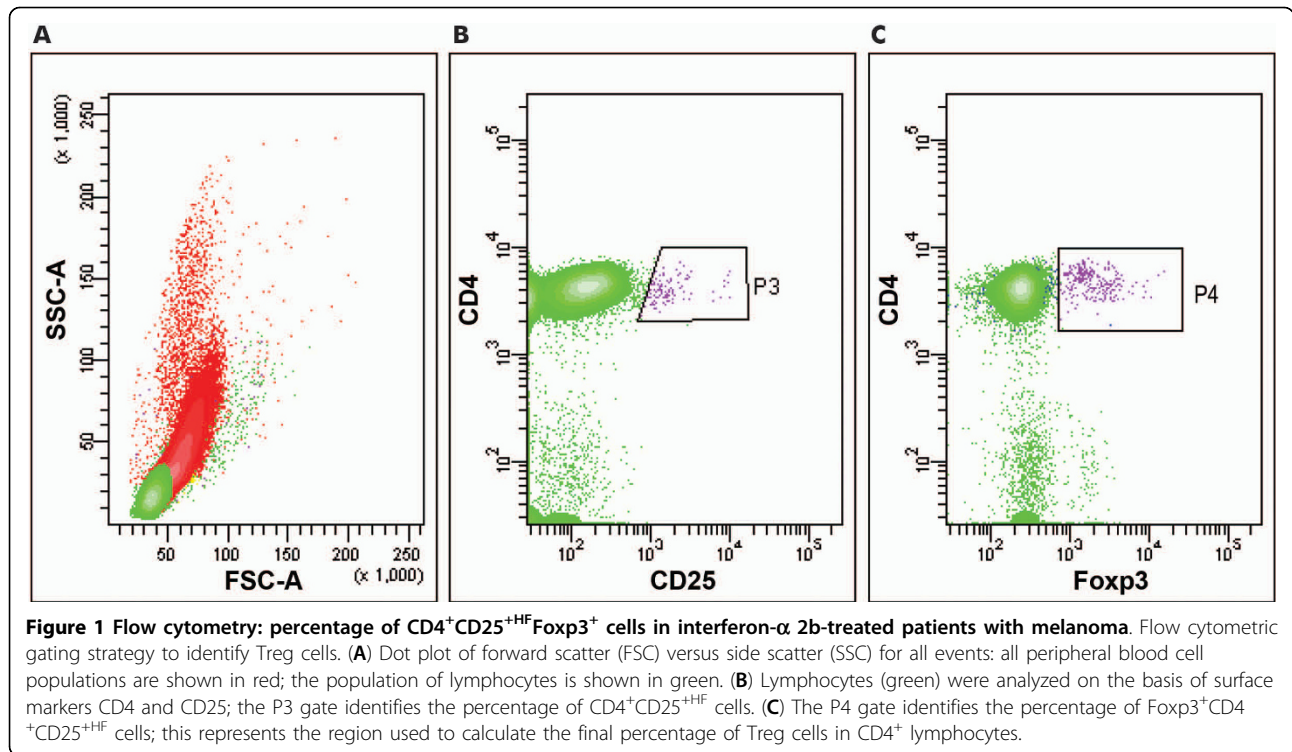 A
B
C
(x 1,000)
250
200
150
100
50
SSC-A
50 100 150 200 250
FSC-A (x 1,000)
10^5
10^4
10^3
10^2
CD4
P3
10^2 10^3 10^4 10^5
CD25
10^5
10^4
10^3
10^2
CD4
P4
10^2 10^3 10^4 10^5
Foxp3
Figure 1 Flow cytometry: percentage of CD4⁺CD25⁺ᴴᶠFoxp3⁺ cells in interferon-α 2b-treated patients with melanoma. Flow cytometric
gating strategy to identify Treg cells. (A) Dot plot of forward scatter (FSC) versus side scatter (SSC) for all events: all peripheral blood cell
populations are shown in red; the population of lymphocytes is shown in green. (B) Lymphocytes (green) were analyzed on the basis of surface
markers CD4 and CD25; the P3 gate identifies the percentage of CD4⁺CD25⁺ᴴᶠ cells. (C) The P4 gate identifies the percentage of Foxp3⁺CD4
⁺CD25⁺ᴴᶠ cells; this represents the region used to calculate the final percentage of Treg cells in CD4⁺ lymphocytes.